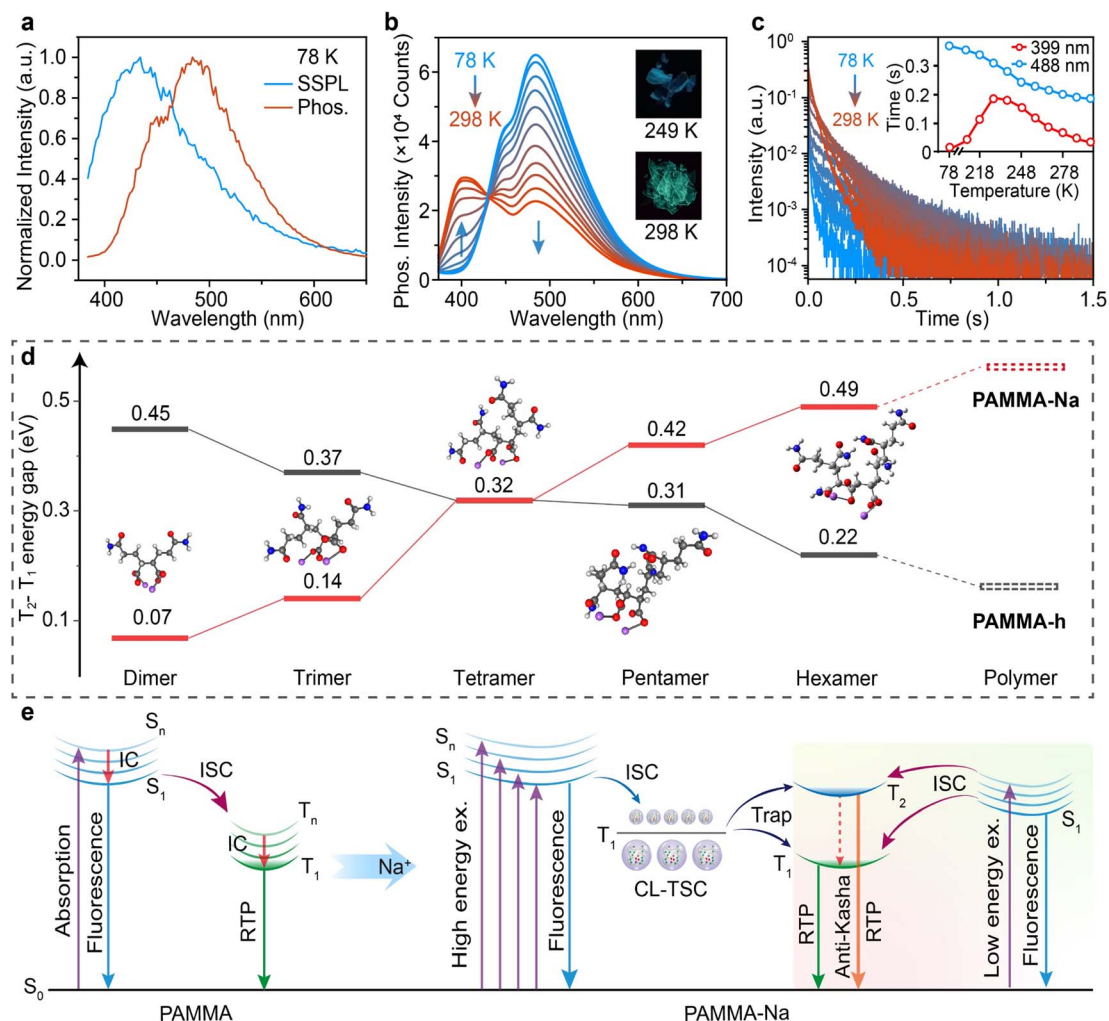 a
Normalized Intensity (a.u.)
1.0
0.8
0.6
0.4
0.2
0.0
78 K
SSPL
Phos.
400
500
600
Wavelength (nm)
b
Phos. Intensity (×10⁴ Counts)
6
4
2
0
78 K
298 K
249 K
298 K
400 450 500 550 600 700
Wavelength (nm)
c
Intensity (a.u.)
10⁰
10⁻¹
10⁻²
10⁻³
10⁻⁴
78 K
298 K
Time (s)
0.3
0.2
0.1
0
399 nm
488 nm
78 218 248 278
Temperature (K)
0.0 0.5 1.0 1.5
Time (s)
d
T₂- T₁ energy gap (eV)
0.5
0.3
0.1
0.45
0.37
0.32
0.31
0.22
0.07
0.14
0.42
0.49
PAMMA-Na
PAMMA-h
Dimer
Trimer
Tetramer
Pentamer
Hexamer
Polymer
e
Sₙ
IC
S₁
ISC
Absorption
Fluorescence
Tₙ
IC
T₁
RTP
Na⁺
Sₙ
S₁
High energy ex.
Fluorescence
ISC
T₁
CL-TSC
Trap
T₂
T₁
RTP
Anti-Kasha
RTP
ISC
S₁
Low energy ex.
Fluorescence
S₀
PAMMA
PAMMA-Na